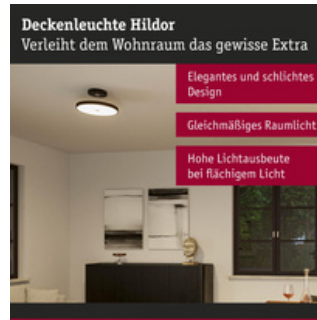 Deckenleuchte Hildor
Verleiht dem Wohnraum das gewisse Extra
Elegantes und schlichtes
Design
Gleichmäßiges Raumlicht
Hohe Lichtausbeute
bei flächigem Licht